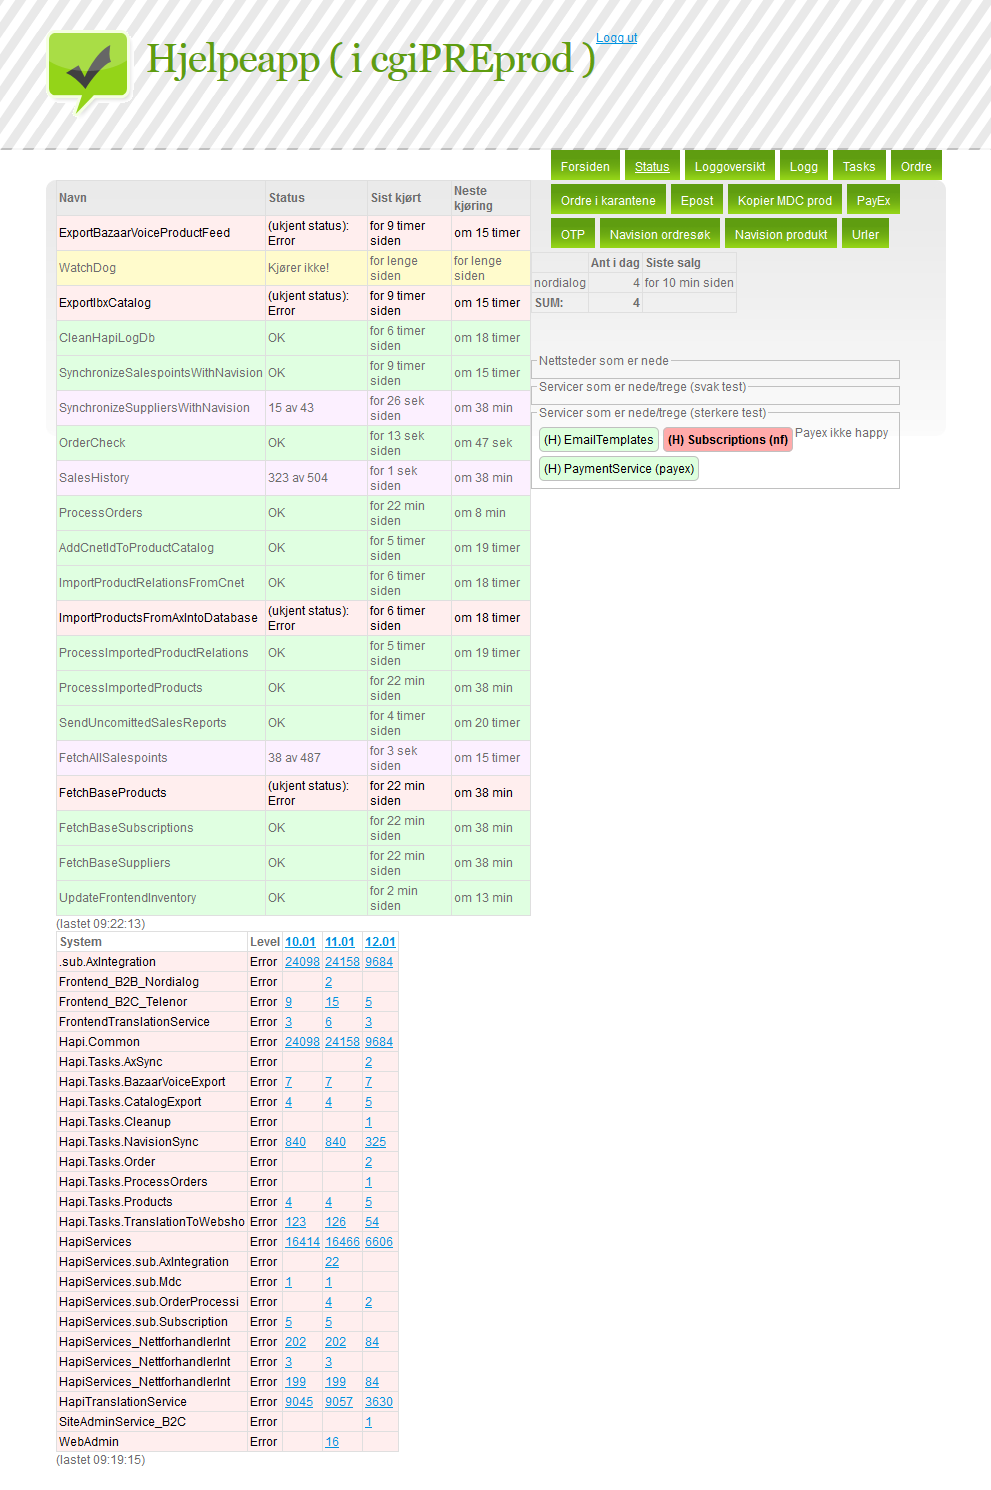 Hjelpeapp ( i cgiPREprod )
Logg ut
Forsiden Status Loggoversikt Logg Tasks Ordre
Ordre i karantene Epost Kopier MDC prod PayEx
OTP Navision ordresøk Navision produkt Urler
Navn Status Sist kjørt Neste kjøring
ExportBazaarVoiceProductFeed (ukjent status): Error for 9 timer siden om 15 timer
WatchDog Kjører ikke! for lenge siden for lenge siden
ExportIbxCatalog (ukjent status): Error for 9 timer siden om 15 timer
CleanHapiLogDb OK for 6 timer siden om 18 timer
SynchronizeSalespointsWithNavision OK for 9 timer siden om 15 timer
SynchronizeSuppliersWithNavision 15 av 43 for 26 sek siden om 38 min
OrderCheck OK for 13 sek siden om 47 sek
SalesHistory 323 av 504 for 1 sek siden om 38 min
ProcessOrders OK for 22 min siden om 8 min
AddCnetIdToProductCatalog OK for 5 timer siden om 19 timer
ImportProductRelationsFromCnet OK for 6 timer siden om 18 timer
ImportProductsFromAxIntoDatabase (ukjent status): Error for 6 timer siden om 18 timer
ProcessImportedProductRelations OK for 5 timer siden om 19 timer
ProcessImportedProducts OK for 22 min siden om 38 min
SendUncomittedSalesReports OK for 4 timer siden om 20 timer
FetchAllSalespoints 38 av 487 for 3 sek siden om 15 timer
FetchBaseProducts (ukjent status): Error for 22 min siden om 38 min
FetchBaseSubscriptions OK for 22 min siden om 38 min
FetchBaseSuppliers OK for 22 min siden om 38 min
UpdateFrontendInventory OK for 2 min siden om 13 min
(lastet 09:22:13)
Ant i dag Siste salg
nordialog 4 for 10 min siden
SUM: 4
Nettsteder som er nede
Servicer som er nede/trege (svak test)
Servicer som er nede/trege (sterkere test)
(H) EmailTemplates (H) Subscriptions (nf) Payex ikke happy
(H) PaymentService (payex)
System Level 10.01 11.01 12.01
.sub.AxIntegration Error 24098 24158 9684
Frontend_B2B_Nordialog Error 2
Frontend_B2C_Telenor Error 9 15 5
FrontendTranslationService Error 3 6 3
Hapi.Common Error 24098 24158 9684
Hapi.Tasks.AxSync Error 2
Hapi.Tasks.BazaarVoiceExport Error 7 7 7
Hapi.Tasks.CatalogExport Error 4 4 5
Hapi.Tasks.Cleanup Error 1
Hapi.Tasks.NavisionSync Error 840 840 325
Hapi.Tasks.Order Error 2
Hapi.Tasks.ProcessOrders Error 1
Hapi.Tasks.Products Error 4 4 5
Hapi.Tasks.TranslationToWebsho Error 123 126 54
HapiServices Error 16414 16466 6606
HapiServices.sub.AxIntegration Error 22
HapiServices.sub.Mdc Error 1 1
HapiServices.sub.OrderProcessi Error 4 2
HapiServices.sub.Subscription Error 5 5
HapiServices_NettforhandlerInt Error 202 202 84
HapiServices_NettforhandlerInt Error 3 3
HapiServices_NettforhandlerInt Error 199 199 84
HapiTranslationService Error 9045 9057 3630
SiteAdminService_B2C Error 1
WebAdmin Error 16
(lastet 09:19:15)